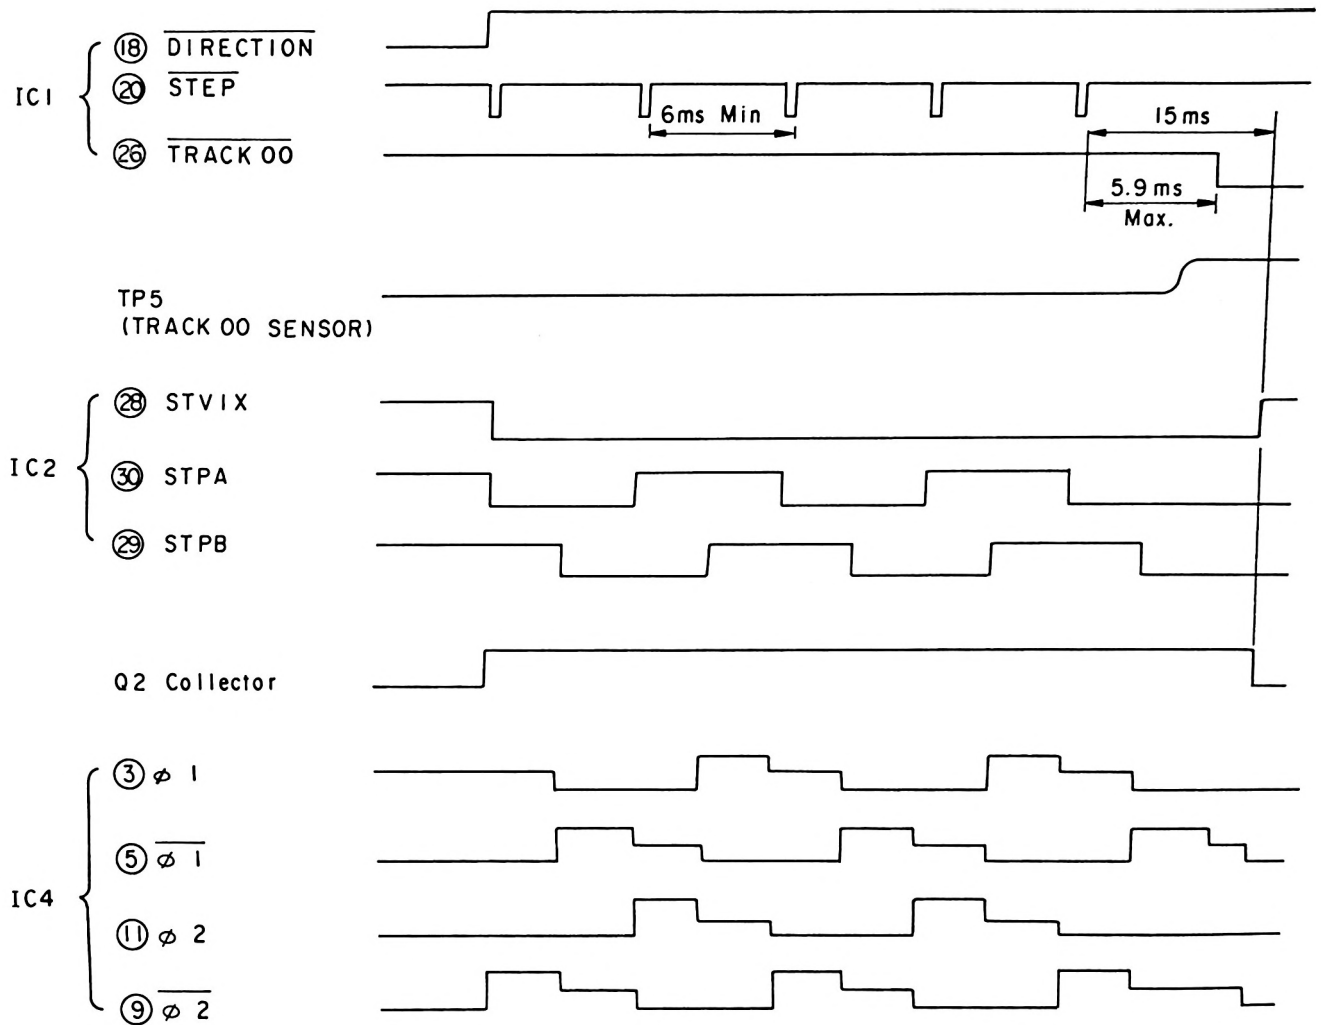 IC1
⑱ DIRECTION
⑳ STEP
6ms Min
15ms
㉖ TRACK 00
5.9ms
Max.
TP5
(TRACK 00 SENSOR)
IC2
㉘ STVIX
㉚ STPA
㉙ STPB
Q2 Collector
IC4
③ ø 1
⑤ ø 1
⑪ ø 2
⑨ ø 2